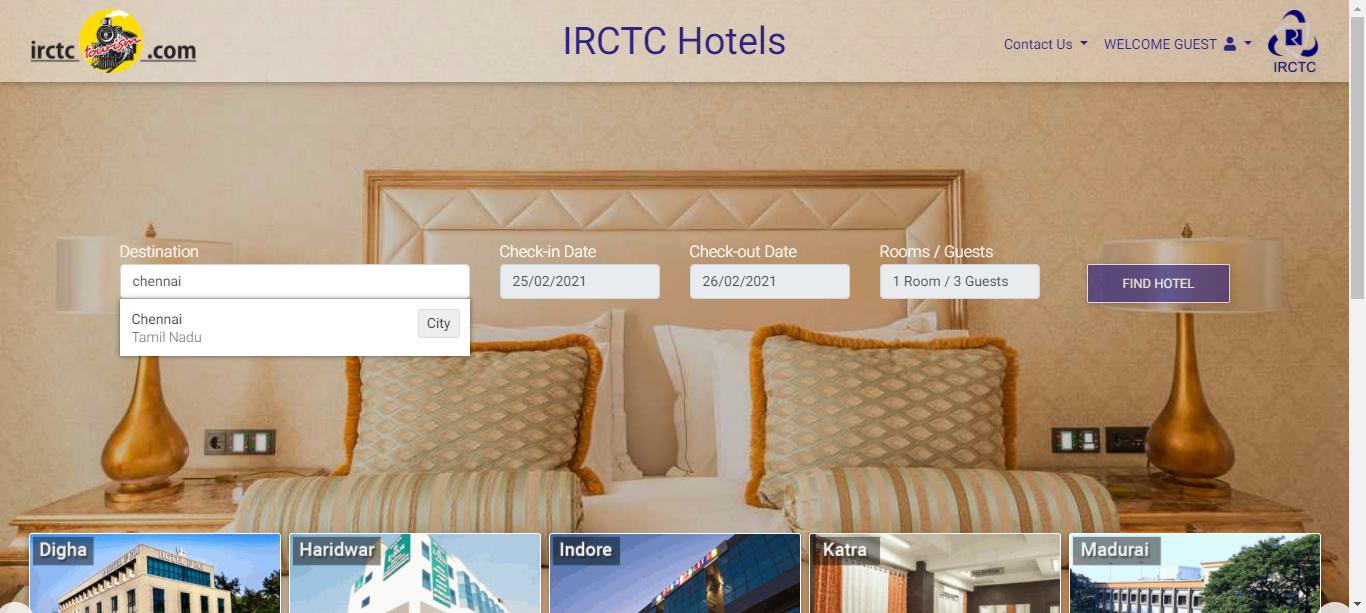 irctc tourism .com
IRCTC Hotels
Contact Us
WELCOME GUEST
IRCTC
Destination
Check-in Date
Check-out Date
Rooms / Guests
chennai
25/02/2021
26/02/2021
1 Room / 3 Guests
FIND HOTEL
Chennai
City
Tamil Nadu
Digha
Haridwar
Indore
Katra
Madurai
RECEPTION